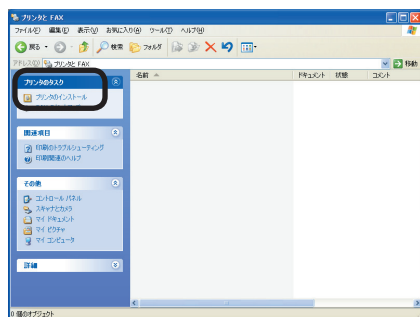 プリンタと FAX
ファイル(F) 編集(E) 表示(V) お気に入り(A) ツール(T) ヘルプ(H)
戻る 検索 フォルダ
アドレス(D) プリンタと FAX 移動
プリンタのタスク
プリンタのインストール
関連項目
印刷のトラブルシューティング
印刷関連のヘルプ
その他
コントロール パネル
スキャナとカメラ
マイ ドキュメント
マイ ピクチャ
マイ コンピュータ
詳細
名前 ドキュメント 状態 コメント
0 個のオブジェクト